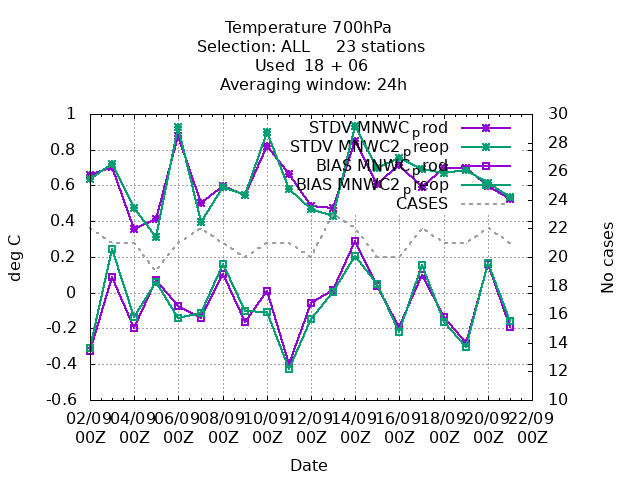 Temperature 700hPa
Selection: ALL 23 stations
Used 18 + 06
Averaging window: 24h
STDV MNWC_prod
STDV MNWC2_preop
BIAS MNWC_prod
BIAS MNWC2_preop
CASES
1
0.8
0.6
0.4
0.2
0
-0.2
-0.4
-0.6
30
28
26
24
22
20
18
16
14
12
10
deg C
No cases
02/09 04/09 06/09 08/09 10/09 12/09 14/09 16/09 18/09 20/09 22/09
00Z 00Z 00Z 00Z 00Z 00Z 00Z 00Z 00Z 00Z 00Z
Date